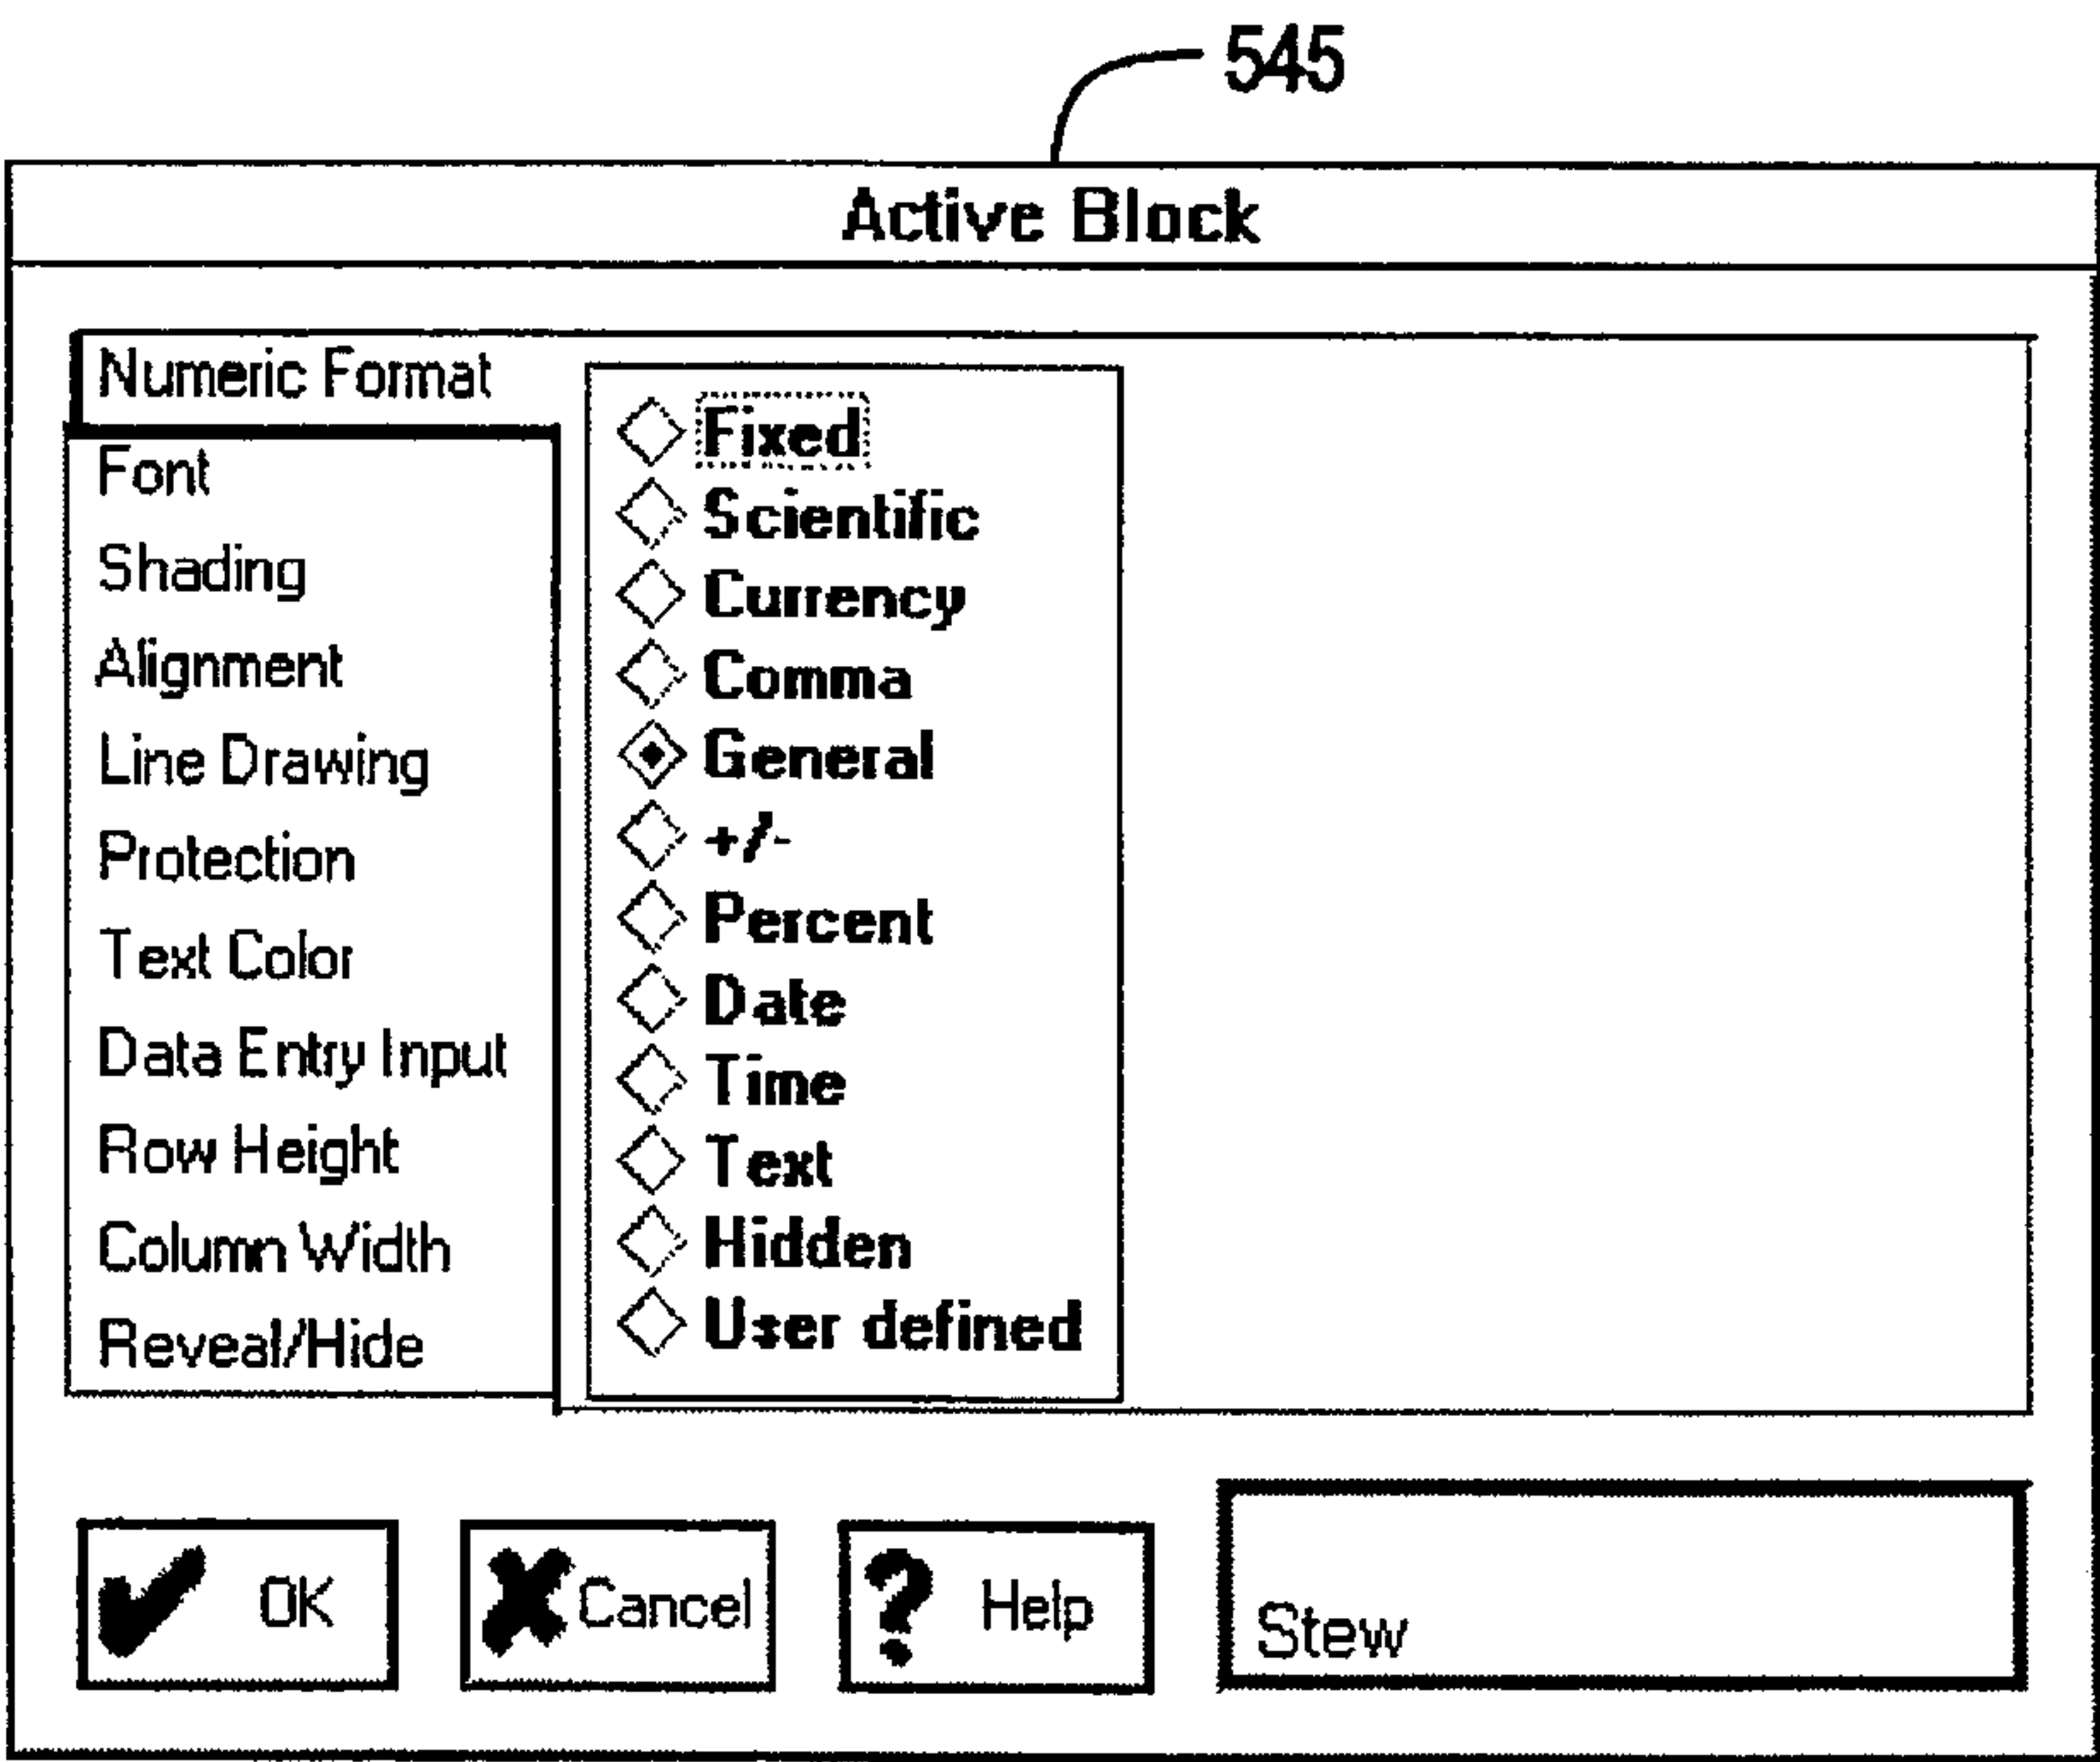 545
Active Block
Numeric Format
Font
Shading
Alignment
Line Drawing
Protection
Text Color
Data Entry Input
Row Height
Column Width
Reveal/Hide
Fixed
Scientific
Currency
Comma
General
+/-
Percent
Date
Time
Text
Hidden
User defined
OK
Cancel
? Help
Stew